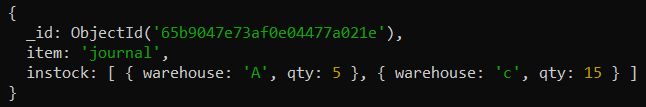 {
  _id: ObjectId('65b9047e73af0e04477a021e'),
  item: 'journal',
  instock: [ { warehouse: 'A', qty: 5 }, { warehouse: 'c', qty: 15 } ]
}